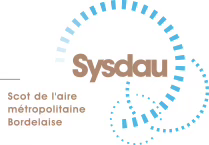 Sysdau
Scot de l'aire
métropolitaine
Bordelaise